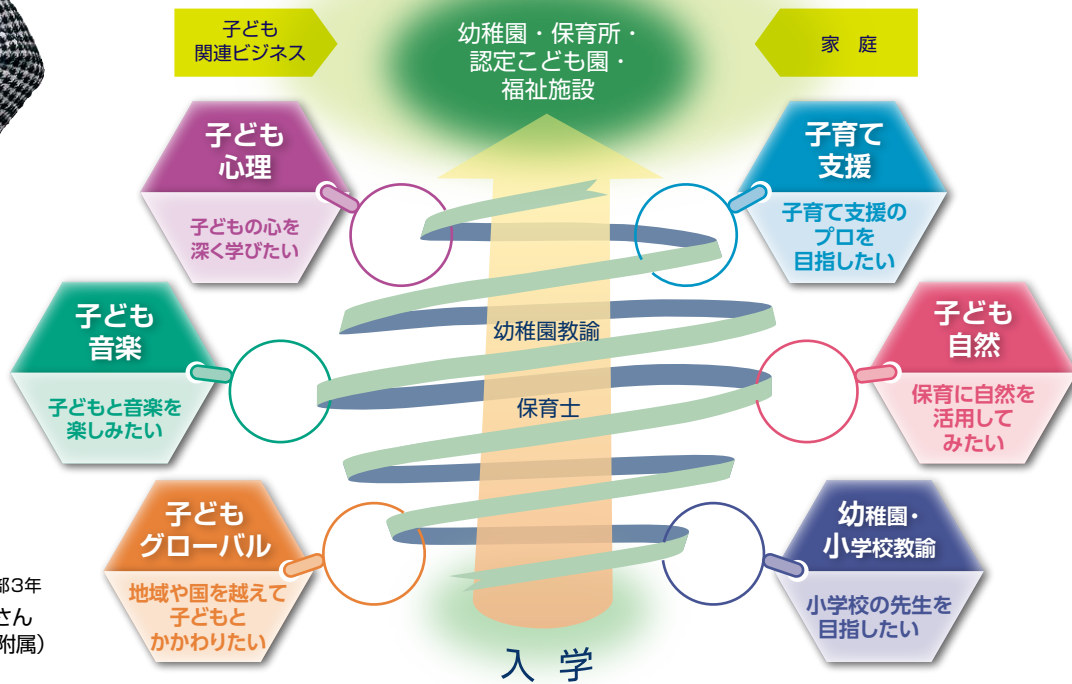 子ども
関連ビジネス
幼稚園・保育所・
認定こども園・
福祉施設
家 庭
子ども
心理
子どもの心を
深く学びたい
子育て
支援
子育て支援の
プロを
目指したい
子ども
音楽
子どもと音楽を
楽しみたい
幼稚園教諭
保育士
子ども
自然
保育に自然を
活用して
みたい
子ども
グローバル
地域や国を越えて
子どもと
かかわりたい
幼稚園・
小学校教諭
小学校の先生を
目指したい
部3年
さん
附属）
入 学